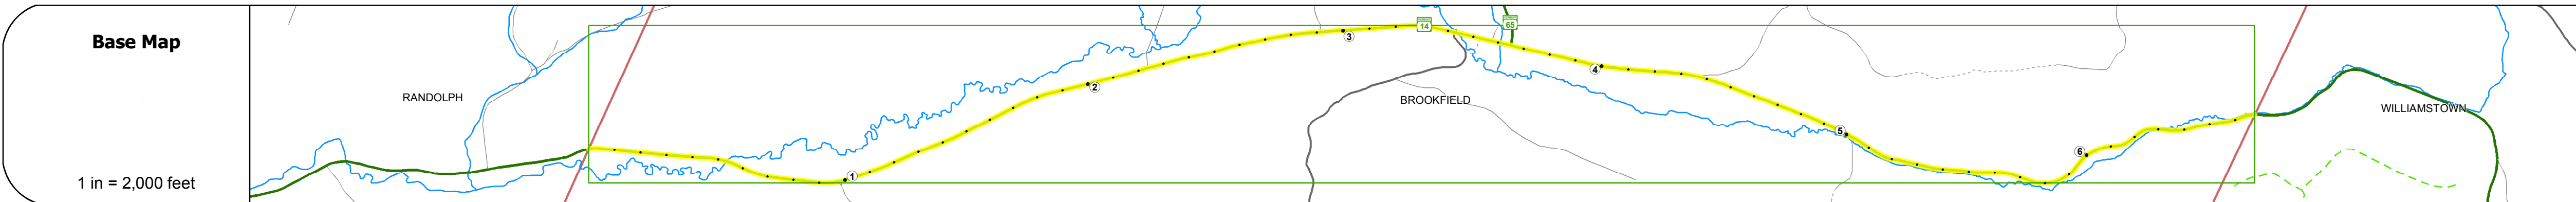 Base Map
1 in = 2,000 feet
RANDOLPH
1
2
3
14
65
BROOKFIELD
4
5
6
WILLIAMSTOWN